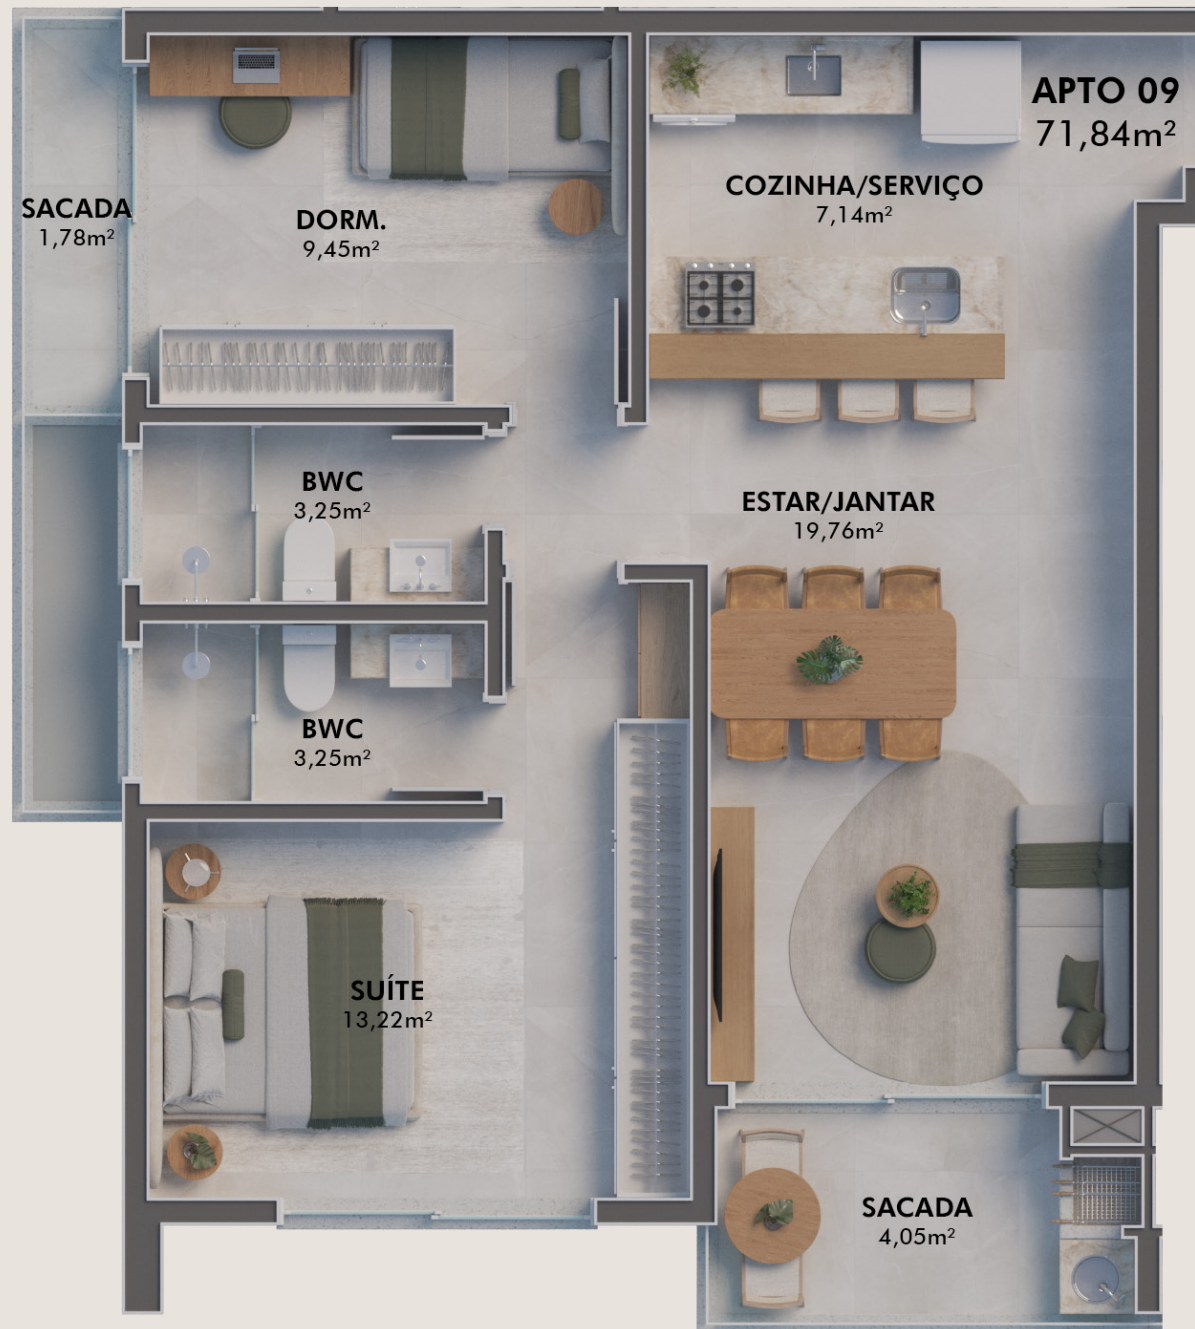 APTO 09
71,84m²
COZINHA/SERVIÇO
7,14m²
SACADA
1,78m²
DORM.
9,45m²
BWC
3,25m²
ESTAR/JANTAR
19,76m²
BWC
3,25m²
SUÍTE
13,22m²
SACADA
4,05m²